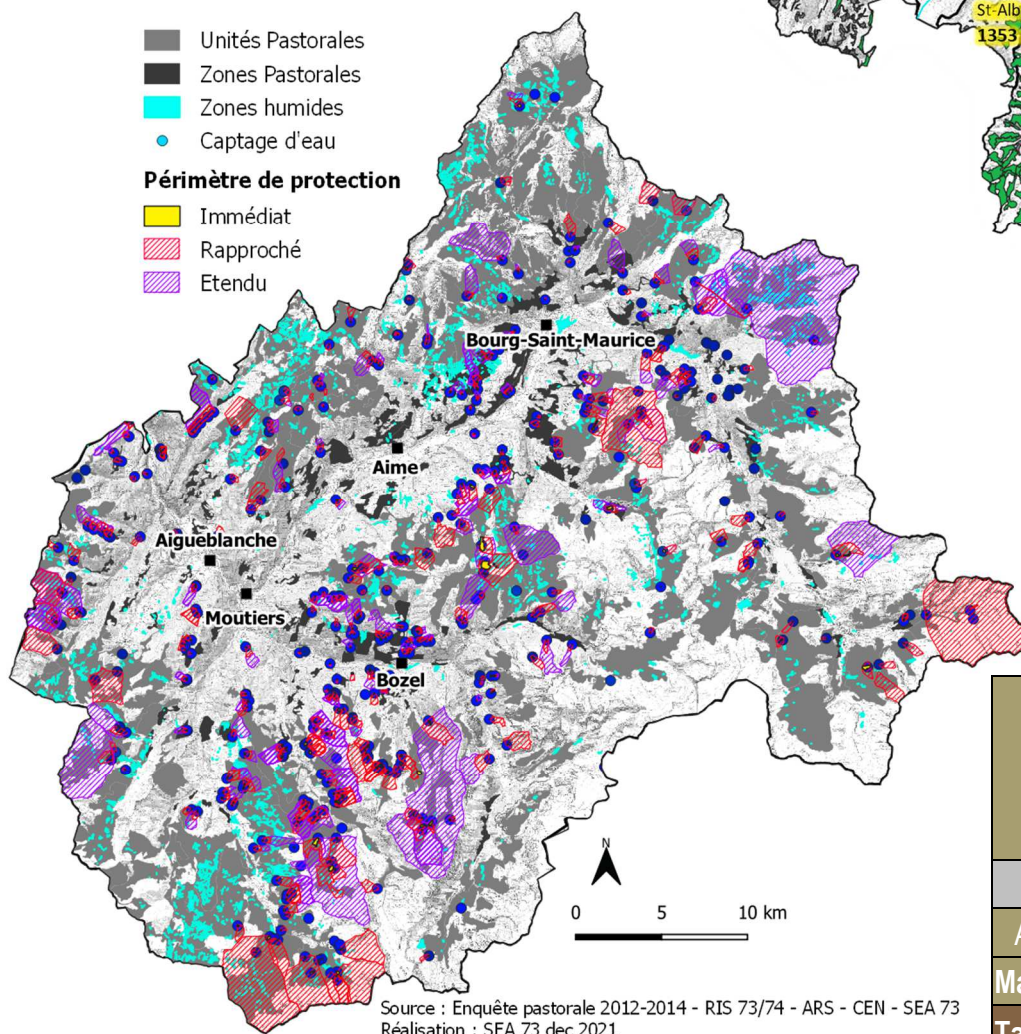 St-Alb
1353
Unités Pastorales
Zones Pastorales
Zones humides
Captage d'eau
Périmètre de protection
Immédiat
Rapproché
Etendu
Bourg-Saint-Maurice
Aime
Aigueblanche
Moutiers
Bozel
N
0 5 10 km
A
Ma
Ta
Source : Enquête pastorale 2012-2014 - RIS 73/74 - ARS - CEN - SEA 73
Réalisation : SEA 73 dec 2021